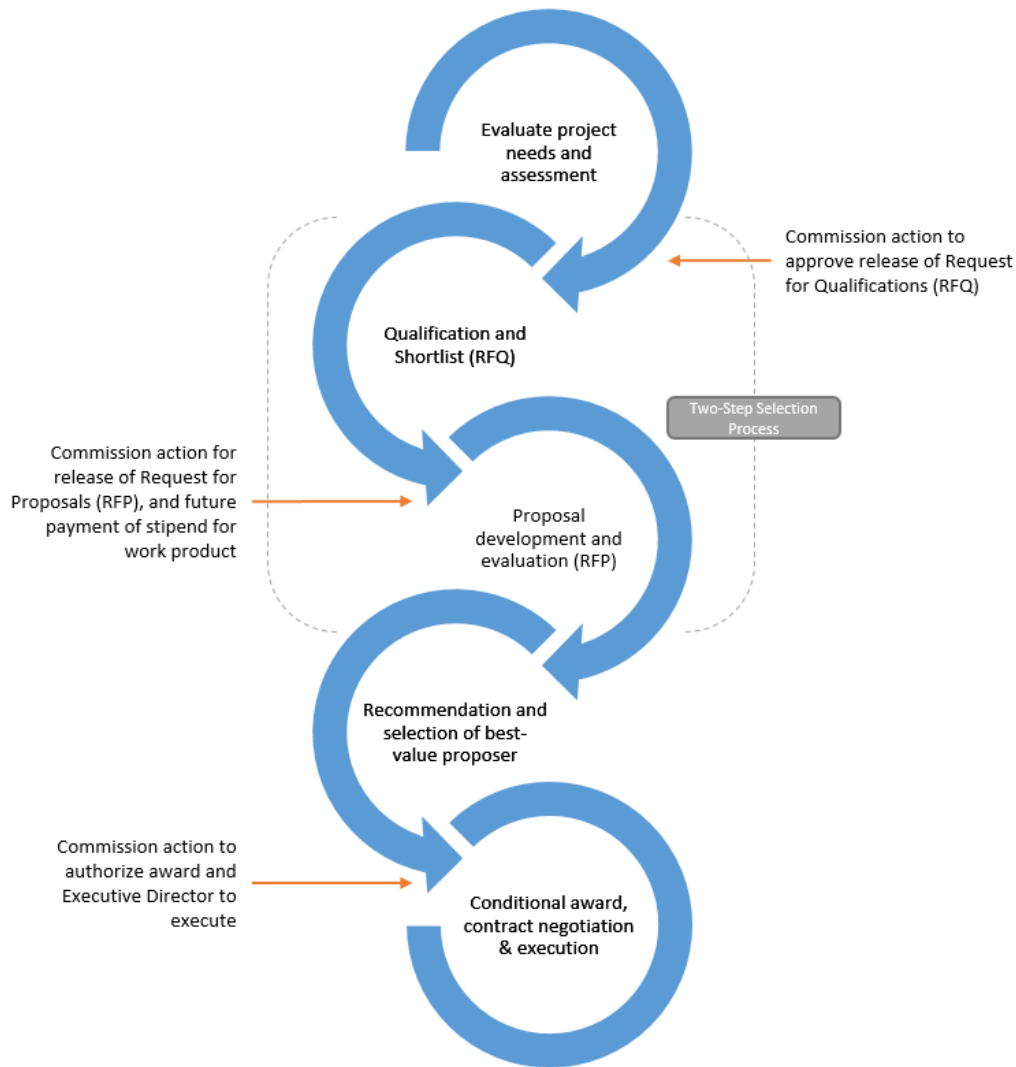 Evaluate project
needs and
assessment
Commission action to
approve release of Request
for Qualifications (RFQ)
Qualification and
Shortlist (RFQ)
Two-Step Selection
Process
Commission action for
release of Request for
Proposals (RFP), and future
payment of stipend for
work product
Proposal
development and
evaluation (RFP)
Recommendation and
selection of best-
value proposer
Commission action to
authorize award and
Executive Director to
execute
Conditional award,
contract negotiation
& execution